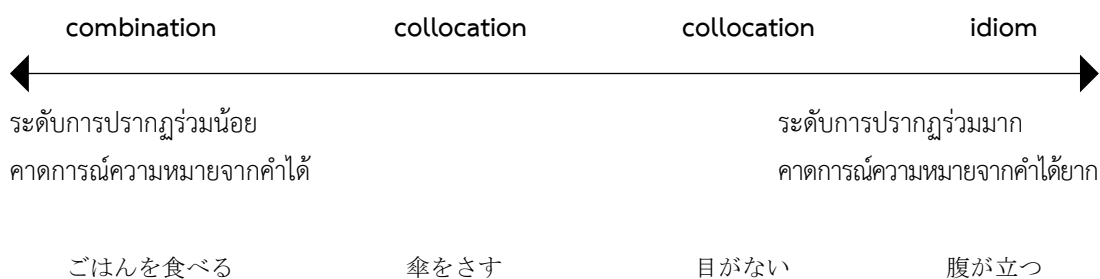 combination collocation collocation idiom
ระดับการปรากฏร่วมน้อย ระดับการปรากฏร่วมมาก
คาดการณ์ความหมายจากคำได้ คาดการณ์ความหมายจากคำได้ยาก
ごはんを食べる 傘をさす 目がない 腹が立つ